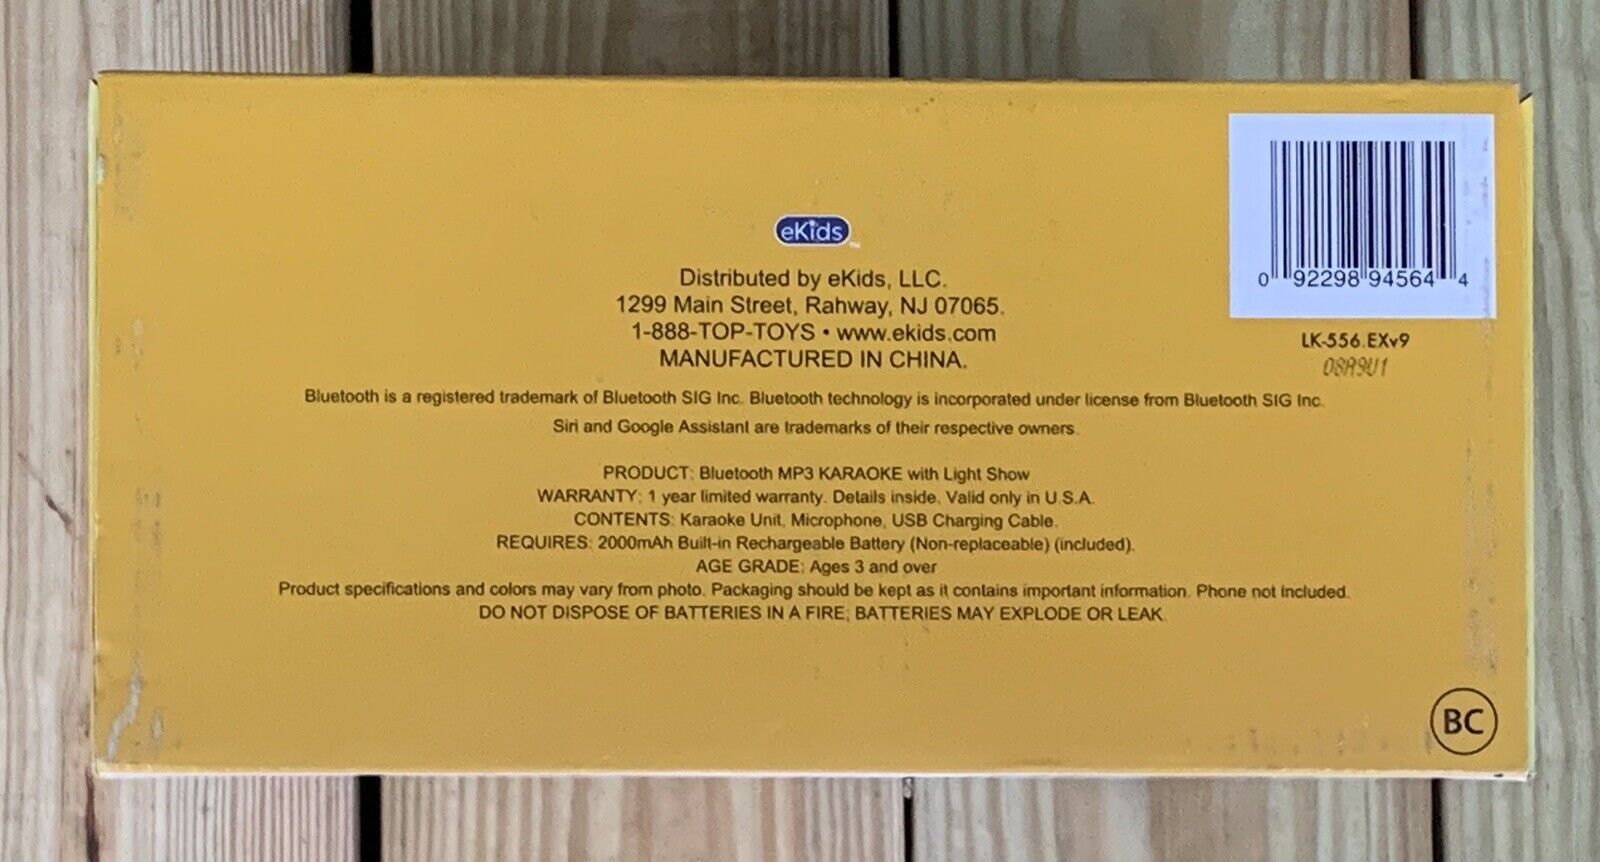 eKids™
Distributed by eKids, LLC.
1299 Main Street, Rahway, NJ 07065.
1-888-TOP-TOYS • www.ekids.com
MANUFACTURED IN CHINA.
0 92298 94564 4
LK-556.EXv9
08A9U1
Bluetooth is a registered trademark of Bluetooth SIG Inc. Bluetooth technology is incorporated under license from Bluetooth SIG Inc.
Siri and Google Assistant are trademarks of their respective owners.
PRODUCT: Bluetooth MP3 KARAOKE with Light Show
WARRANTY: 1 year limited warranty. Details inside. Valid only in U.S.A.
CONTENTS: Karaoke Unit, Microphone, USB Charging Cable.
REQUIRES: 2000mAh Built-in Rechargeable Battery (Non-replaceable) (included).
AGE GRADE: Ages 3 and over
Product specifications and colors may vary from photo. Packaging should be kept as it contains important information. Phone not Included.
DO NOT DISPOSE OF BATTERIES IN A FIRE; BATTERIES MAY EXPLODE OR LEAK.
BC